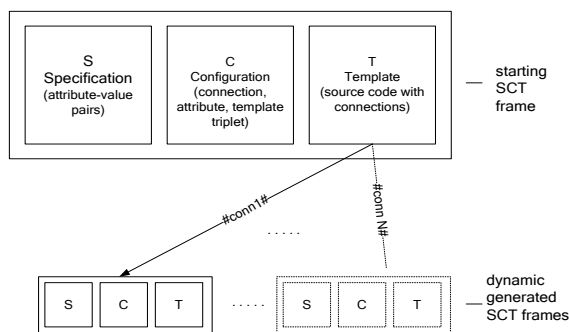 S
Specification
(attribute-value
pairs)
C
Configuration
(connection,
attribute, template
triplet)
T
Template
(source code with
connections)
starting
SCT
frame
#conn1#
#conn N#
. . . . .
S
C
T
. . . . .
S
C
T
dynamic
generated
SCT frames